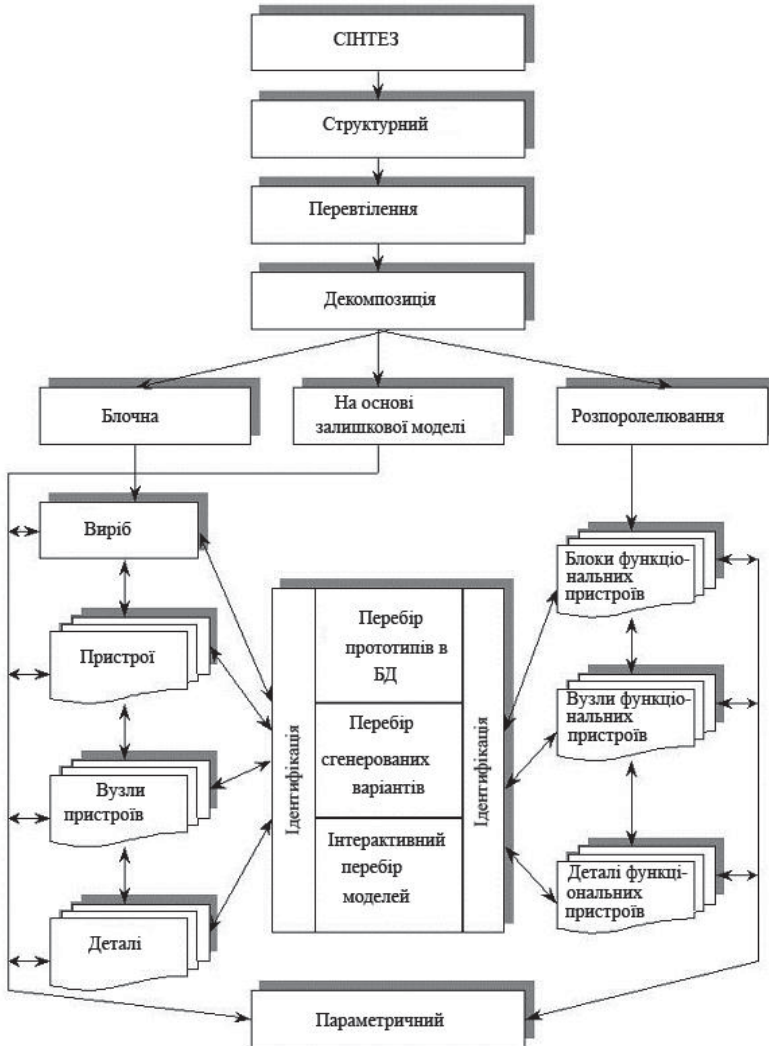 СІНТЕЗ
Структурний
Перевтілення
Декомпозиція
Блочна
На основі
залишкової моделі
Розпоролелювання
Виріб
Пристрої
Вузли
пристроїв
Деталі
Ідентифікація
Перебір
прототипів в
БД
Перебір
сгенерованих
варіантів
Інтерактивний
перебір
моделей
Ідентифікація
Блоки функціо-
нальних
пристроїв
Вузли функціо-
нальних
пристроїв
Деталі функці-
ональних
пристроїв
Параметричний